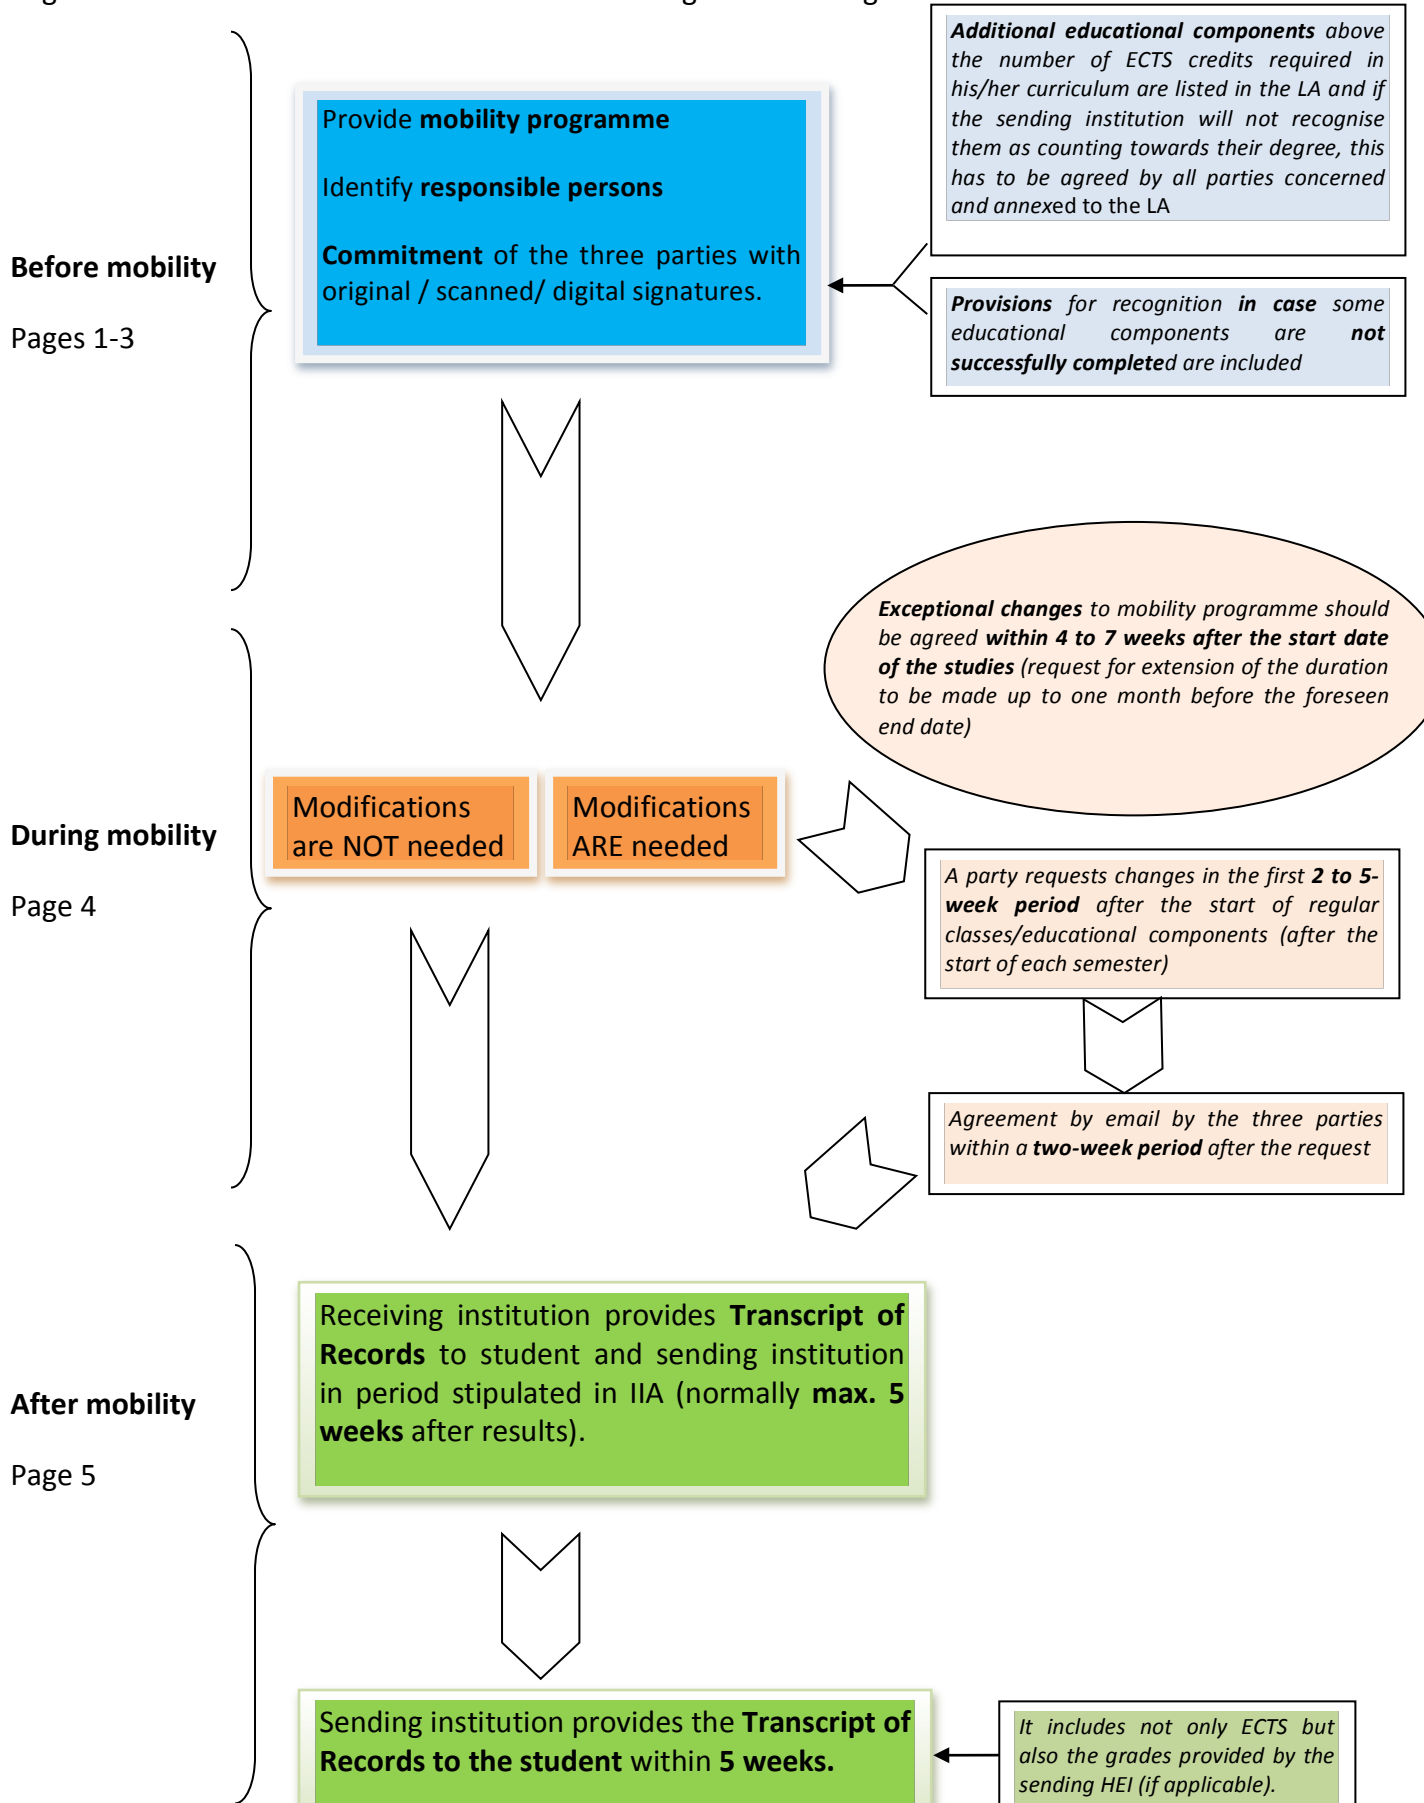 Additional educational components above
the number of ECTS credits required in
his/her curriculum are listed in the LA and if
the sending institution will not recognise
them as counting towards their degree, this
has to be agreed by all parties concerned
and annexed to the LA
Provide mobility programme
Identify responsible persons
Commitment of the three parties with
original / scanned/ digital signatures.
Before mobility
Pages 1-3
Provisions for recognition in case some
educational components are not
successfully completed are included
Exceptional changes to mobility programme should
be agreed within 4 to 7 weeks after the start date
of the studies (request for extension of the duration
to be made up to one month before the foreseen
end date)
During mobility
Page 4
Modifications
are NOT needed
Modifications
ARE needed
A party requests changes in the first 2 to 5-
week period after the start of regular
classes/educational components (after the
start of each semester)
Agreement by email by the three parties
within a two-week period after the request
After mobility
Page 5
Receiving institution provides Transcript of
Records to student and sending institution
in period stipulated in IIA (normally max. 5
weeks after results).
Sending institution provides the Transcript of
Records to the student within 5 weeks.
It includes not only ECTS but
also the grades provided by the
sending HEI (if applicable).